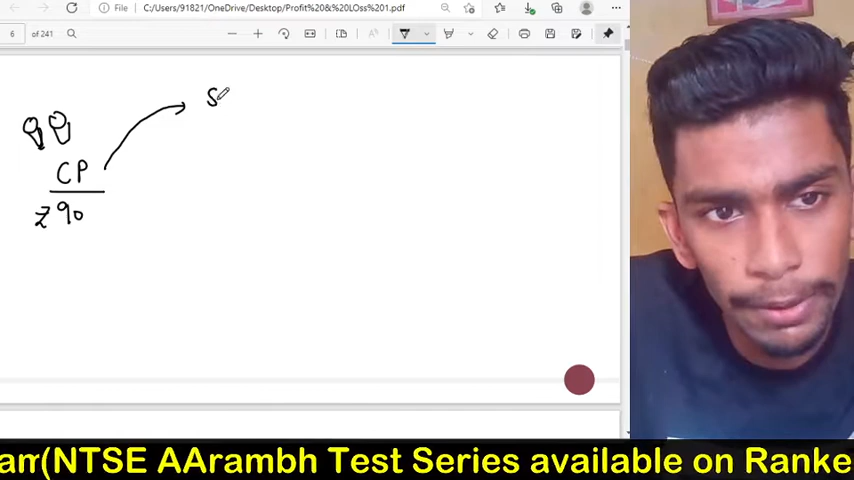 File
C:/Users/91821/OneDrive/Desktop/Profit%20&%20LOss%201.pdf
6 of 241
S
CP
₹90
am(NTSE AArambh Test Series available on Ranke